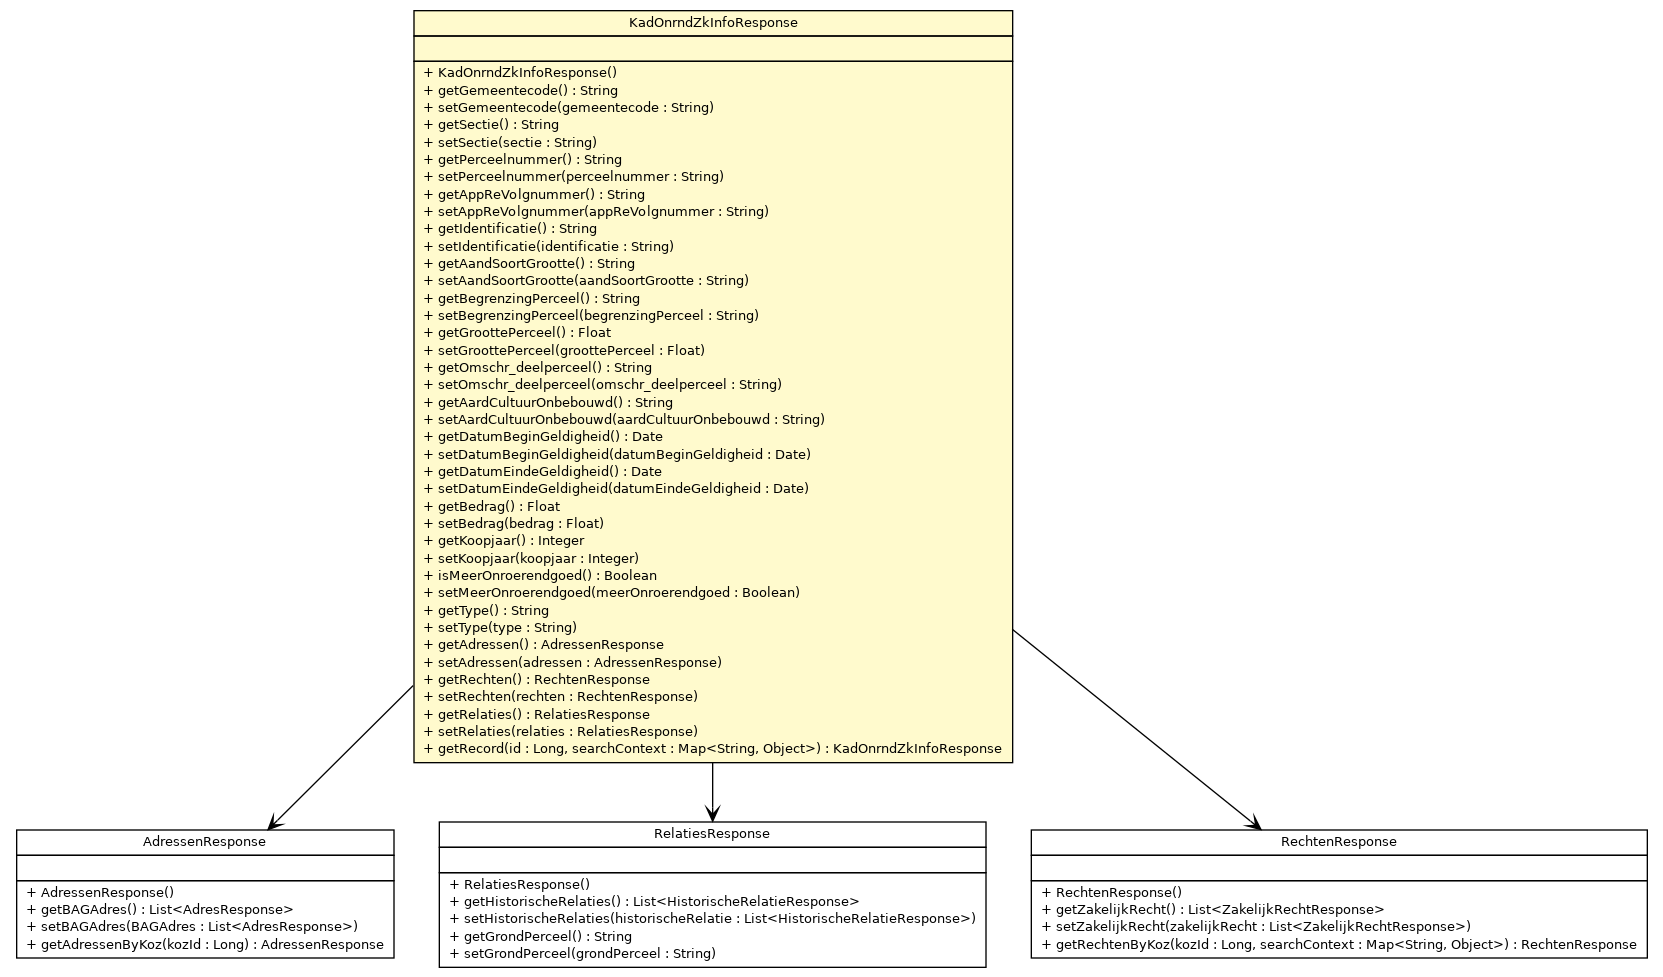 KadOnrndZkInfoResponse
+ KadOnrndZkInfoResponse()
+ getGemeentecode() : String
+ setGemeentecode(gemeentecode : String)
+ getSectie() : String
+ setSectie(sectie : String)
+ getPerceelnummer() : String
+ setPerceelnummer(perceelnummer : String)
+ getAppReVolgnummer() : String
+ setAppReVolgnummer(appReVolgnummer : String)
+ getIdentificatie() : String
+ setIdentificatie(identificatie : String)
+ getAandSoortGrootte() : String
+ setAandSoortGrootte(aandSoortGrootte : String)
+ getBegrenzingPerceel() : String
+ setBegrenzingPerceel(begrenzingPerceel : String)
+ getGroottePerceel() : Float
+ setGroottePerceel(groottePerceel : Float)
+ getOmschr_deelperceel() : String
+ setOmschr_deelperceel(omschr_deelperceel : String)
+ getAardCultuurOnbebouwd() : String
+ setAardCultuurOnbebouwd(aardCultuurOnbebouwd : String)
+ getDatumBeginGeldigheid() : Date
+ setDatumBeginGeldigheid(datumBeginGeldigheid : Date)
+ getDatumEindeGeldigheid() : Date
+ setDatumEindeGeldigheid(datumEindeGeldigheid : Date)
+ getBedrag() : Float
+ setBedrag(bedrag : Float)
+ getKoopjaar() : Integer
+ setKoopjaar(koopjaar : Integer)
+ isMeerOnroerendgoed() : Boolean
+ setMeerOnroerendgoed(meerOnroerendgoed : Boolean)
+ getType() : String
+ setType(type : String)
+ getAdressen() : AdressenResponse
+ setAdressen(adressen : AdressenResponse)
+ getRechten() : RechtenResponse
+ setRechten(rechten : RechtenResponse)
+ getRelaties() : RelatiesResponse
+ setRelaties(relaties : RelatiesResponse)
+ getRecord(id : Long, searchContext : Map<String, Object>) : KadOnrndZkInfoResponse
AdressenResponse
+ AdressenResponse()
+ getBAGAdres() : List<AdresResponse>
+ setBAGAdres(BAGAdres : List<AdresResponse>)
+ getAdressenByKoz(kozId : Long) : AdressenResponse
RelatiesResponse
+ RelatiesResponse()
+ getHistorischeRelaties() : List<HistorischeRelatieResponse>
+ setHistorischeRelaties(historischeRelatie : List<HistorischeRelatieResponse>)
+ getGrondPerceel() : String
+ setGrondPerceel(grondPerceel : String)
RechtenResponse
+ RechtenResponse()
+ getZakelijkRecht() : List<ZakelijkRechtResponse>
+ setZakelijkRecht(zakelijkRecht : List<ZakelijkRechtResponse>)
+ getRechtenByKoz(kozId : Long, searchContext : Map<String, Object>) : RechtenResponse